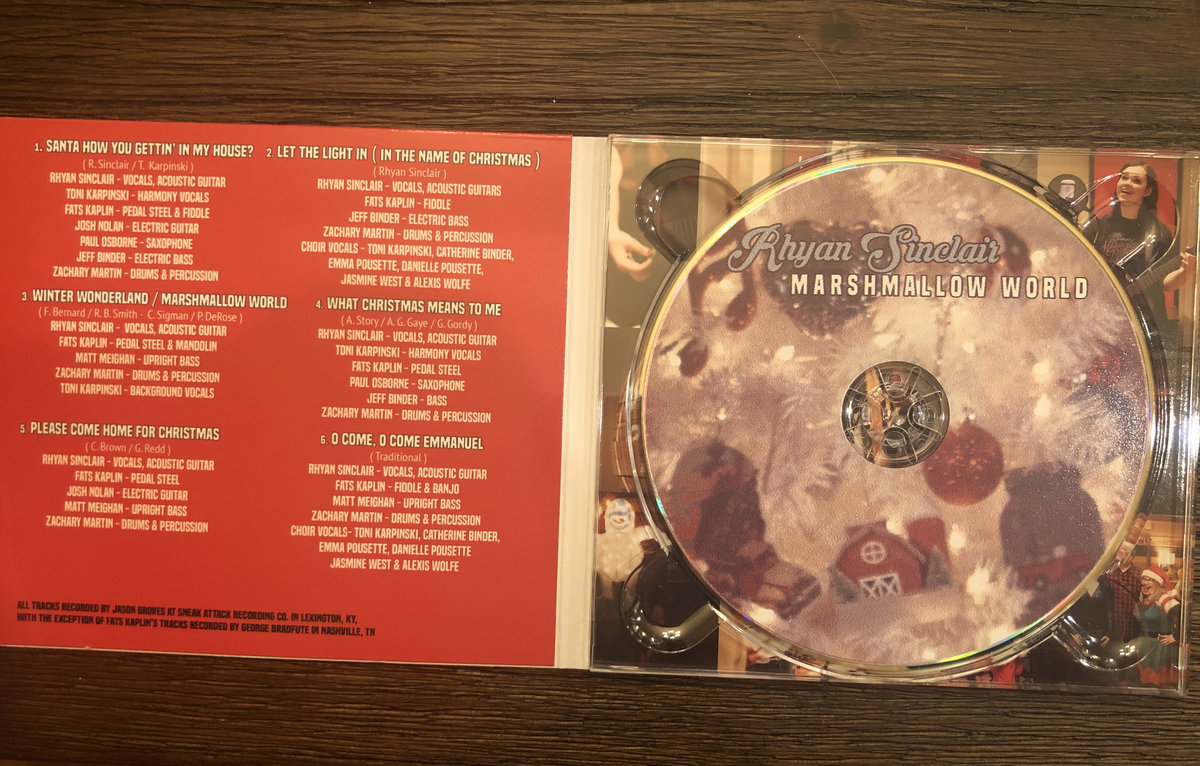 1. SANTA HOW YOU GETTIN' IN MY HOUSE?
( R. Sinclair / T. Karpinski )
RHYAN SINCLAIR - VOCALS, ACOUSTIC GUITAR
TONI KARPINSKI - HARMONY VOCALS
FATS KAPLIN - PEDAL STEEL & FIDDLE
JOSH NOLAN - ELECTRIC GUITAR
PAUL OSBORNE - SAXOPHONE
JEFF BINDER - ELECTRIC BASS
ZACHARY MARTIN - DRUMS & PERCUSSION
2. LET THE LIGHT IN ( IN THE NAME OF CHRISTMAS )
( Rhyan Sinclair )
RHYAN SINCLAIR - VOCALS, ACOUSTIC GUITARS
FATS KAPLIN - FIDDLE
JEFF BINDER - ELECTRIC BASS
ZACHARY MARTIN - DRUMS & PERCUSSION
CHOIR VOCALS - TONI KARPINSKI, CATHERINE BINDER,
EMMA POUSETTE, DANIELLE POUSETTE,
JASMINE WEST & ALEXIS WOLFE
3. WINTER WONDERLAND / MARSHMALLOW WORLD
( F. Bernard / R. B. Smith - C. Sigman / P. DeRose )
RHYAN SINCLAIR - VOCALS, ACOUSTIC GUITAR
FATS KAPLIN - PEDAL STEEL & MANDOLIN
MATT MEIGHAN - UPRIGHT BASS
ZACHARY MARTIN - DRUMS & PERCUSSION
TONI KARPINSKI - BACKGROUND VOCALS
4. WHAT CHRISTMAS MEANS TO ME
( A. Story / A. G. Gaye / G. Gordy )
RHYAN SINCLAIR - VOCALS, ACOUSTIC GUITAR
TONI KARPINSKI - HARMONY VOCALS
FATS KAPLIN - PEDAL STEEL
PAUL OSBORNE - SAXOPHONE
JEFF BINDER - BASS
ZACHARY MARTIN - DRUMS & PERCUSSION
5. PLEASE COME HOME FOR CHRISTMAS
( C. Brown / G. Redd )
RHYAN SINCLAIR - VOCALS, ACOUSTIC GUITAR
FATS KAPLIN - PEDAL STEEL
JOSH NOLAN - ELECTRIC GUITAR
MATT MEIGHAN - UPRIGHT BASS
ZACHARY MARTIN - DRUMS & PERCUSSION
6. O COME, O COME EMMANUEL
( Traditional )
RHYAN SINCLAIR - VOCALS, ACOUSTIC GUITAR
FATS KAPLIN - FIDDLE & BANJO
MATT MEIGHAN - UPRIGHT BASS
ZACHARY MARTIN - DRUMS & PERCUSSION
CHOIR VOCALS- TONI KARPINSKI, CATHERINE BINDER,
EMMA POUSETTE, DANIELLE POUSETTE
JASMINE WEST & ALEXIS WOLFE
ALL TRACKS RECORDED BY JASON GROVES AT SNEAK ATTACK RECORDING CO. IN LEXINGTON, KY,
WITH THE EXCEPTION OF FATS KAPLIN'S TRACKS RECORDED BY GEORGE BRADFUTE IN NASHVILLE, TN
Rhyan Sinclair
MARSHMALLOW WORLD